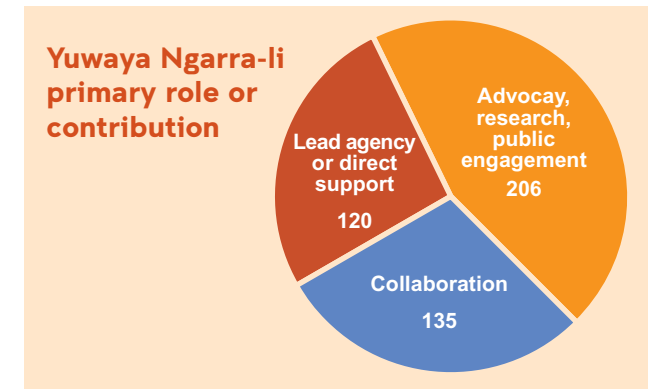 Yuwaya Ngarra-li
primary role or
contribution
Advocay,
research,
public
engagement
206
Lead agency
or direct
support
120
Collaboration
135